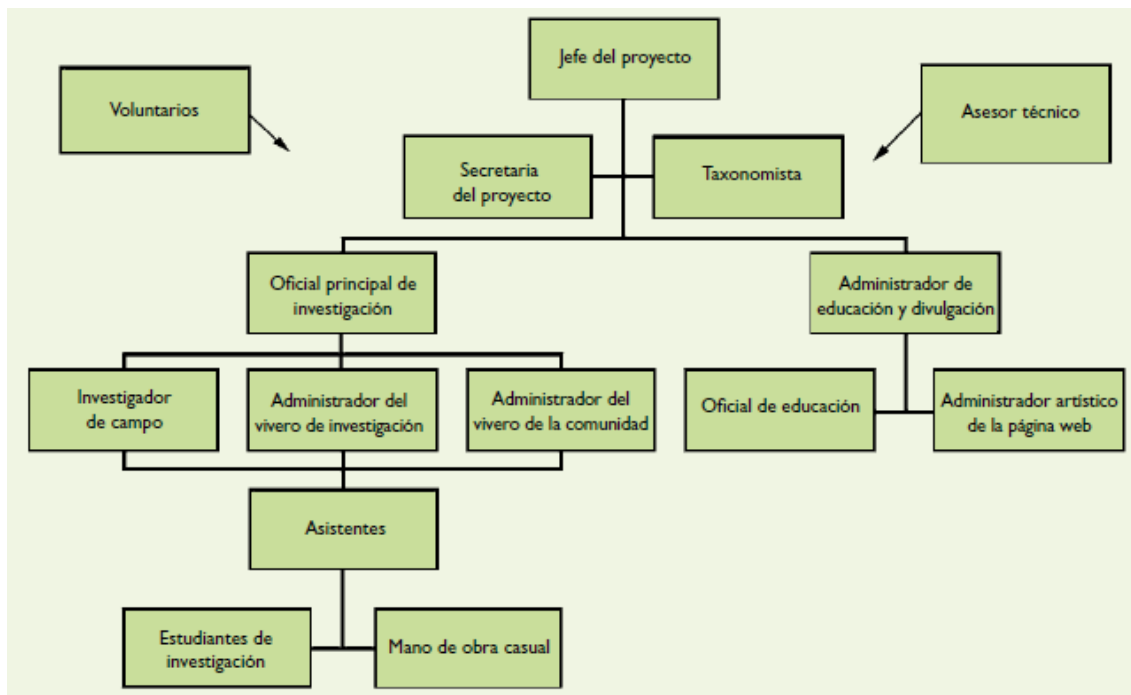 Jefe del proyecto
Voluntarios
Asesor técnico
Secretaria
del proyecto
Taxonomista
Oficial principal de
investigación
Administrador de
educación y divulgación
Investigador
de campo
Administrador del
vivero de investigación
Administrador del
vivero de la comunidad
Oficial de educación
Administrador artístico
de la página web
Asistentes
Estudiantes de
investigación
Mano de obra casual